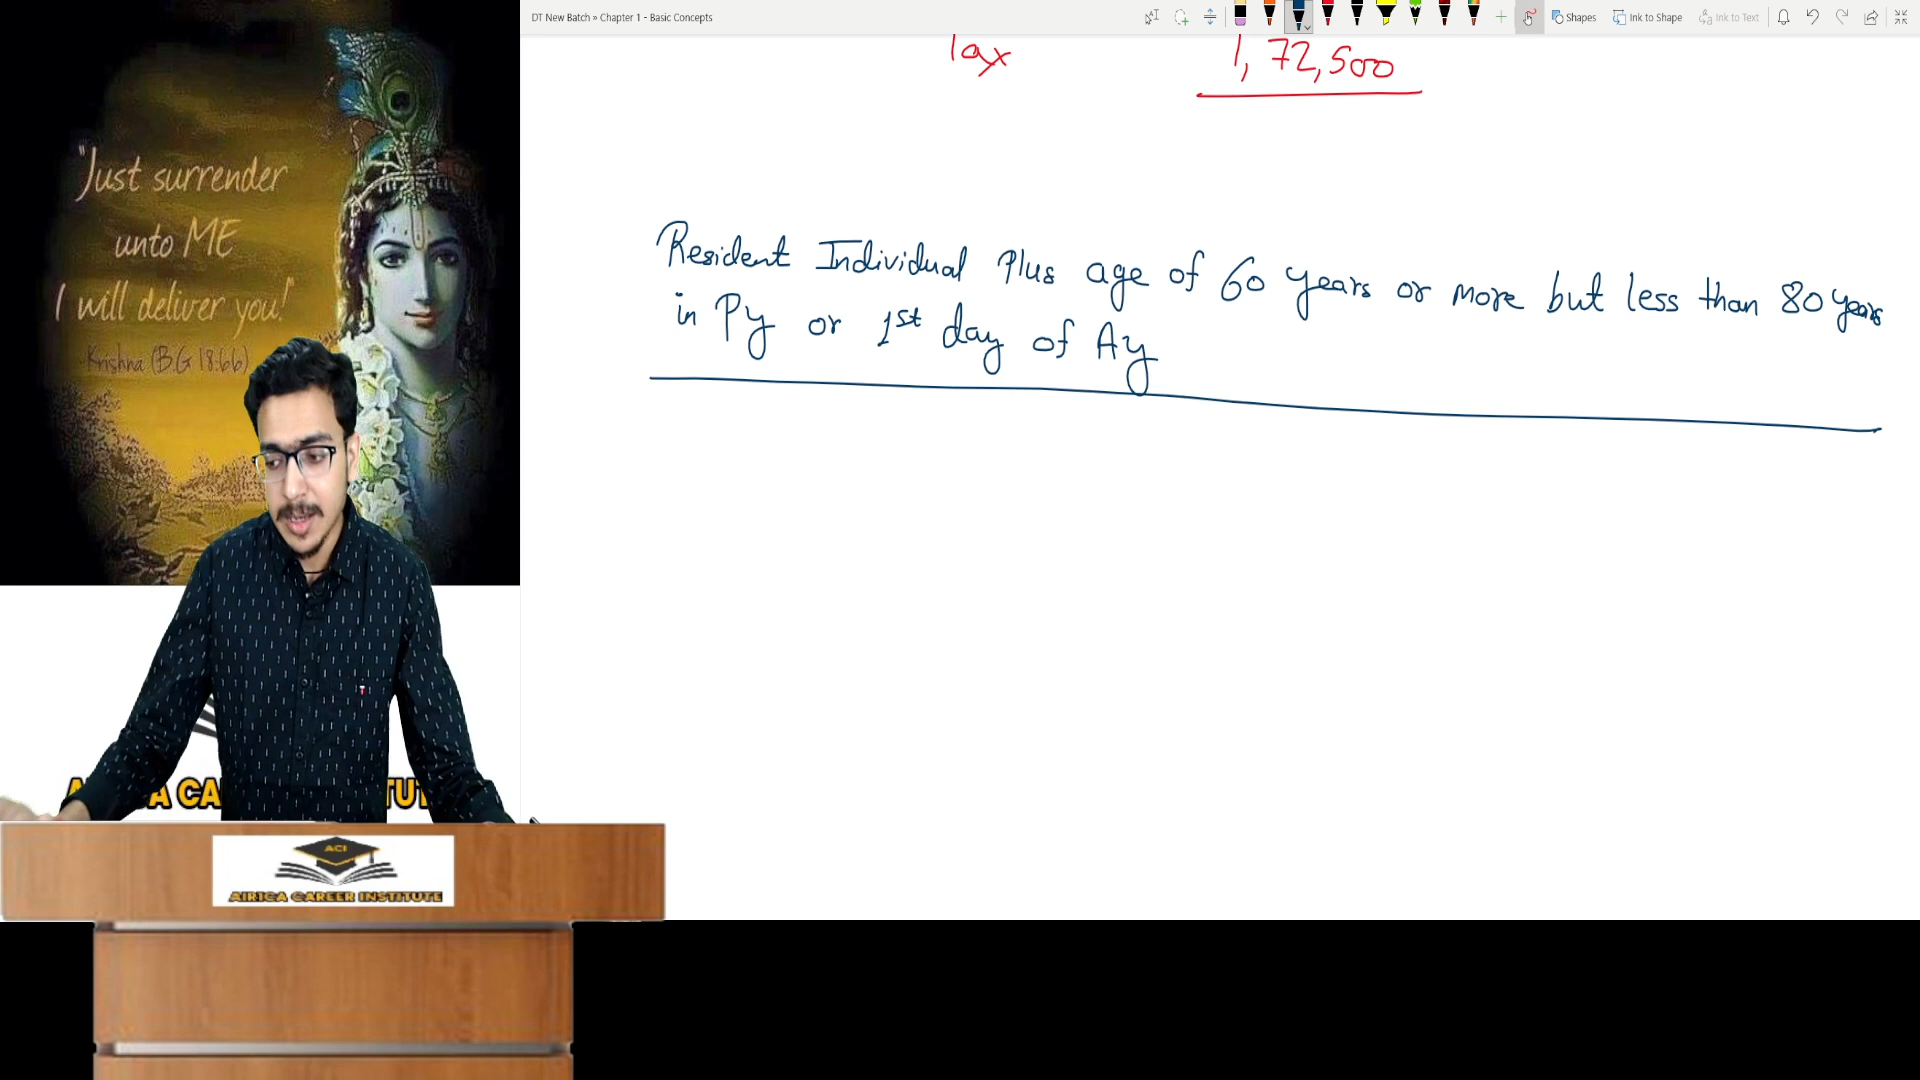 DT New Batch » Chapter 1 - Basic Concepts
Shapes
Ink to Shape
Ink to Text
Tax 1,72,500
"Just surrender
unto ME
I will deliver you!"
Krishna (B.G 18:66)
Resident Individual Plus age of 60 years or more but less than 80 years
in Py or 1st day of Ay
ACI
AIRICA CAREER INSTITUTE